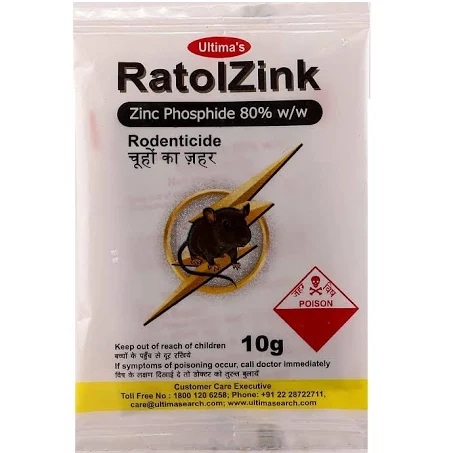 Ultima's
RatolZink
Zinc Phosphide 80% w/w
Rodenticide
चूहों का ज़हर
जहर विष
POISON
Keep out of reach of children
बच्चों के पहुँच से दूर रखिये
10g
If symptoms of poisoning occur, call doctor immediately
विष के लक्षण दिखाई दे तो डॉक्टर को तुरन्त बुलायें
Customer Care Executive
Toll Free No.: 1800 120 6258; Phone: +91 22 28722711,
care@ultimasearch.com/www.ultimasearch.com